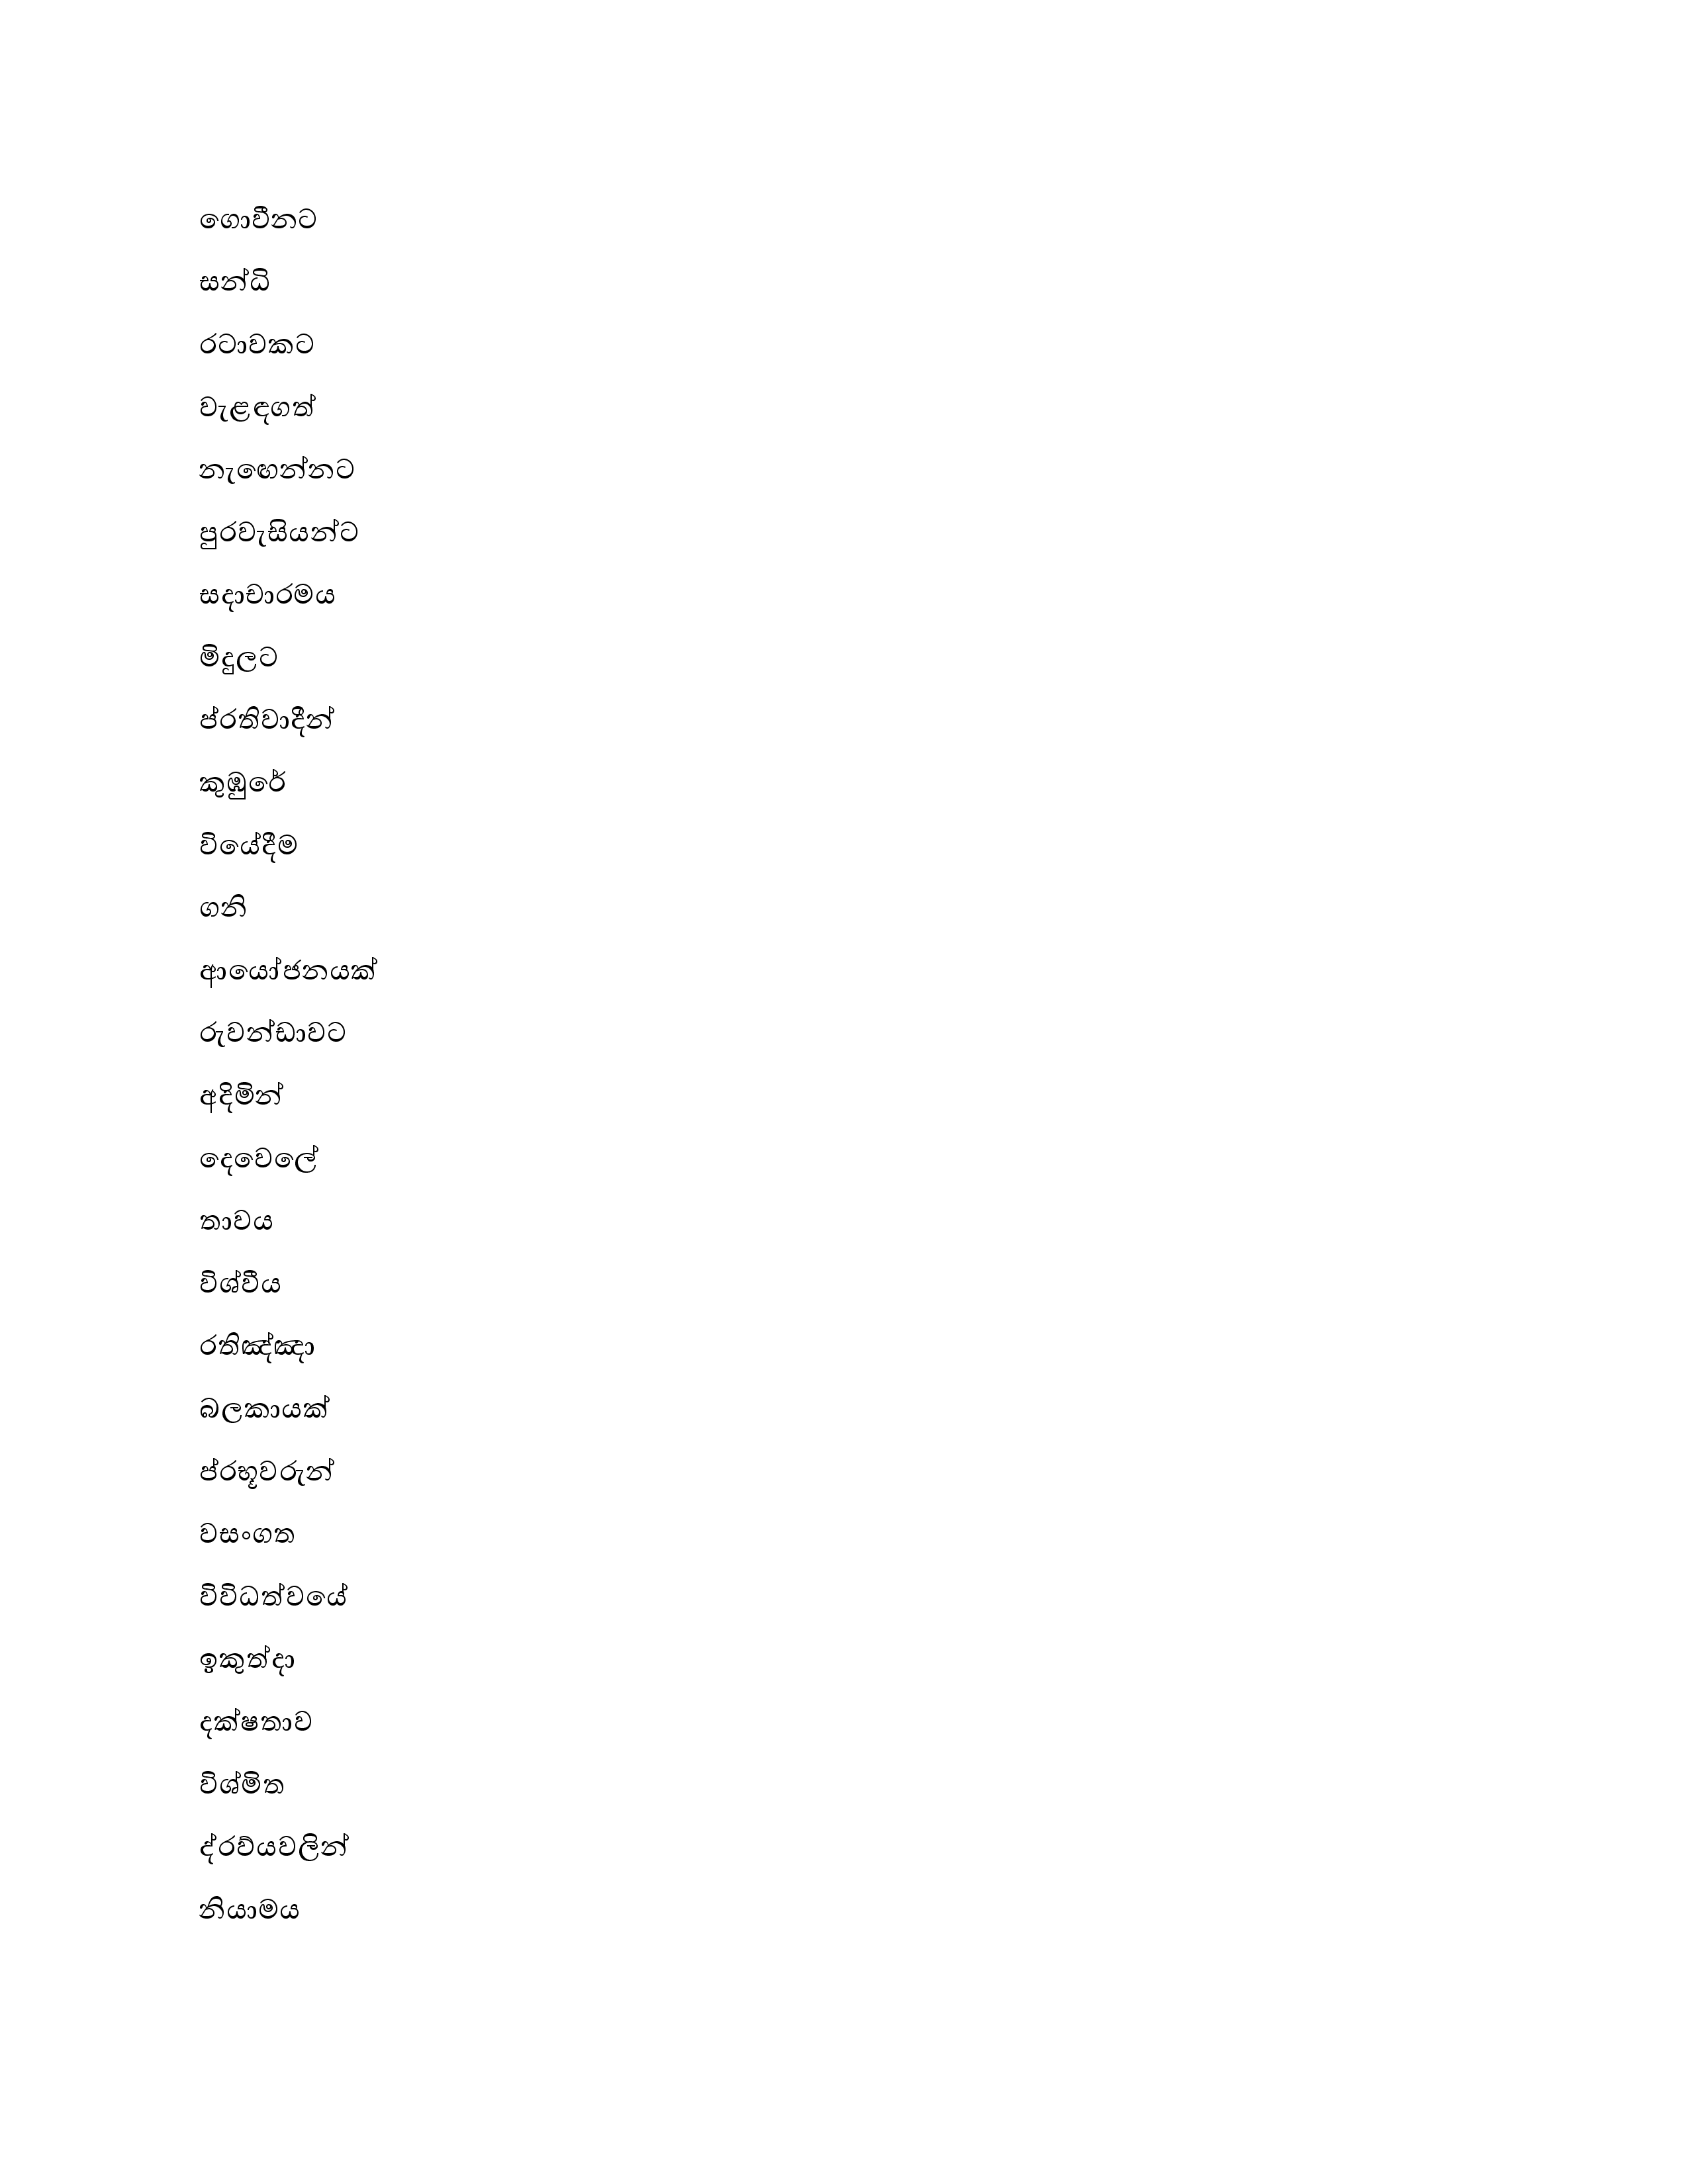 ගොවීනට
සන්ධි
රටාවකට
වැළඳගත්
නැඟෙන්නට
පුරවැසියන්ට
සදාචාරමය
මිදුලට
ප්රතිවාදීන්
කුඹුරේ
වියේදීම
ගනි
ආයෝජනයක්
රුවන්ඩාවට
අදිමින්
දෙවෙලේ
තාවය
විශ්වීය
රතිඤ්ඤා
බලකායක්
ප්රභූවරුන්
වසංගත
විවිධත්වයේ
ඉකුත්දා
දක්ෂතාව
විශ්මිත
ද්රව්යවලින්
නියාමය